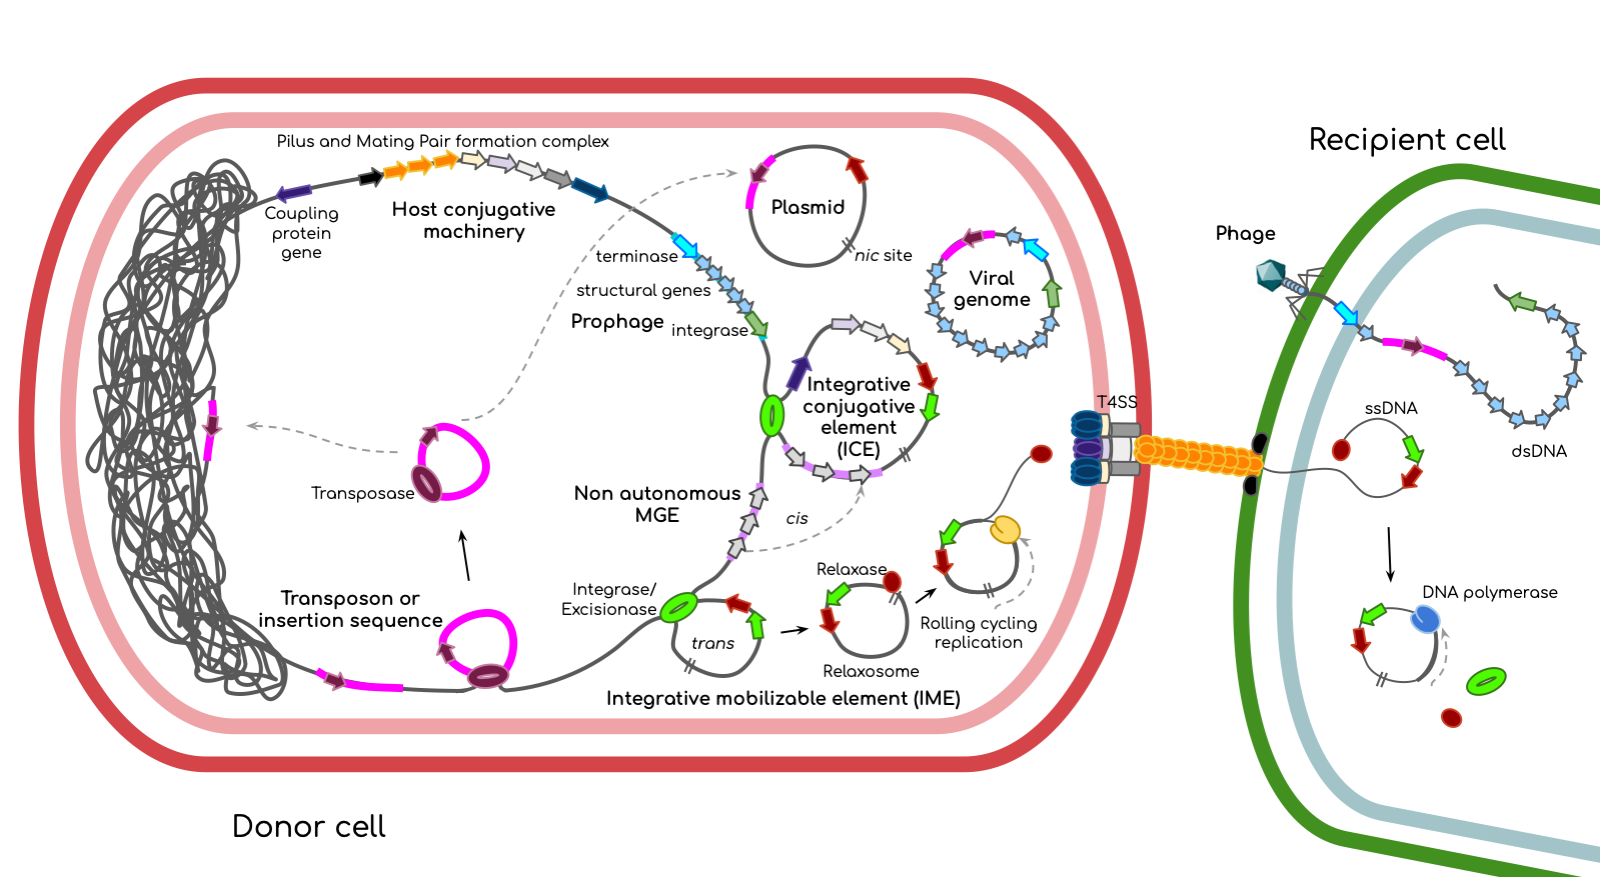 Recipient cell
Pilus and Mating Pair formation complex
Coupling
protein
gene
Host conjugative
machinery
Plasmid
nic site
terminase
structural genes
Prophage
integrase
Viral
genome
Phage
Integrative
conjugative
element
(ICE)
T4SS
ssDNA
dsDNA
Transposase
Non autonomous
MGE
cis
Transposon or
insertion sequence
Integrase/
Excisionase
trans
Relaxase
Relaxosome
Rolling cycling
replication
DNA polymerase
Integrative mobilizable element (IME)
Donor cell